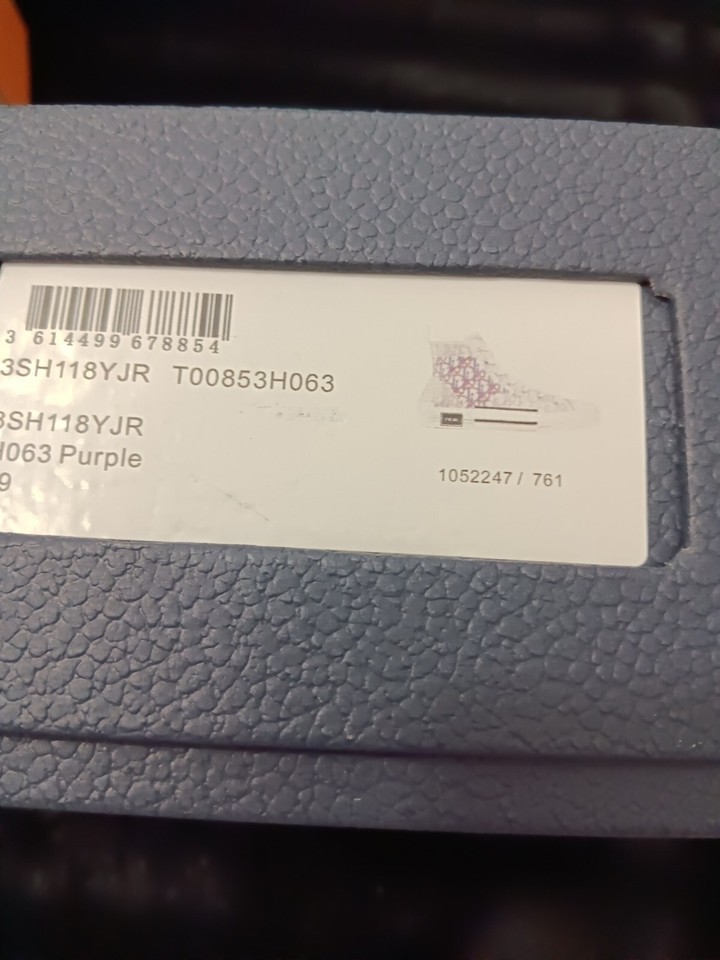 3 614499 678854
3SH118YJR T00853H063
3SH118YJR
H063 Purple
9
1052247 / 761